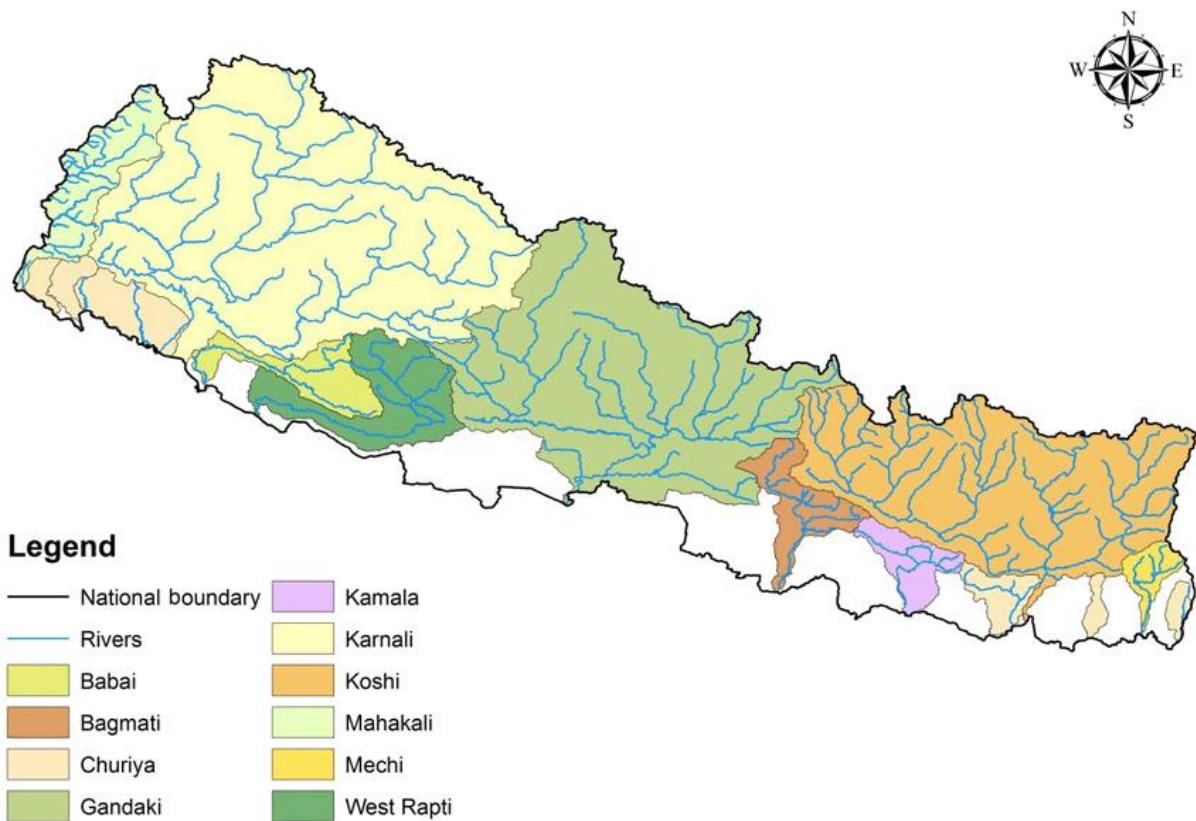 N
W E
S
Legend
National boundary
Rivers
Babai
Bagmati
Churiya
Gandaki
Kamala
Karnali
Koshi
Mahakali
Mechi
West Rapti